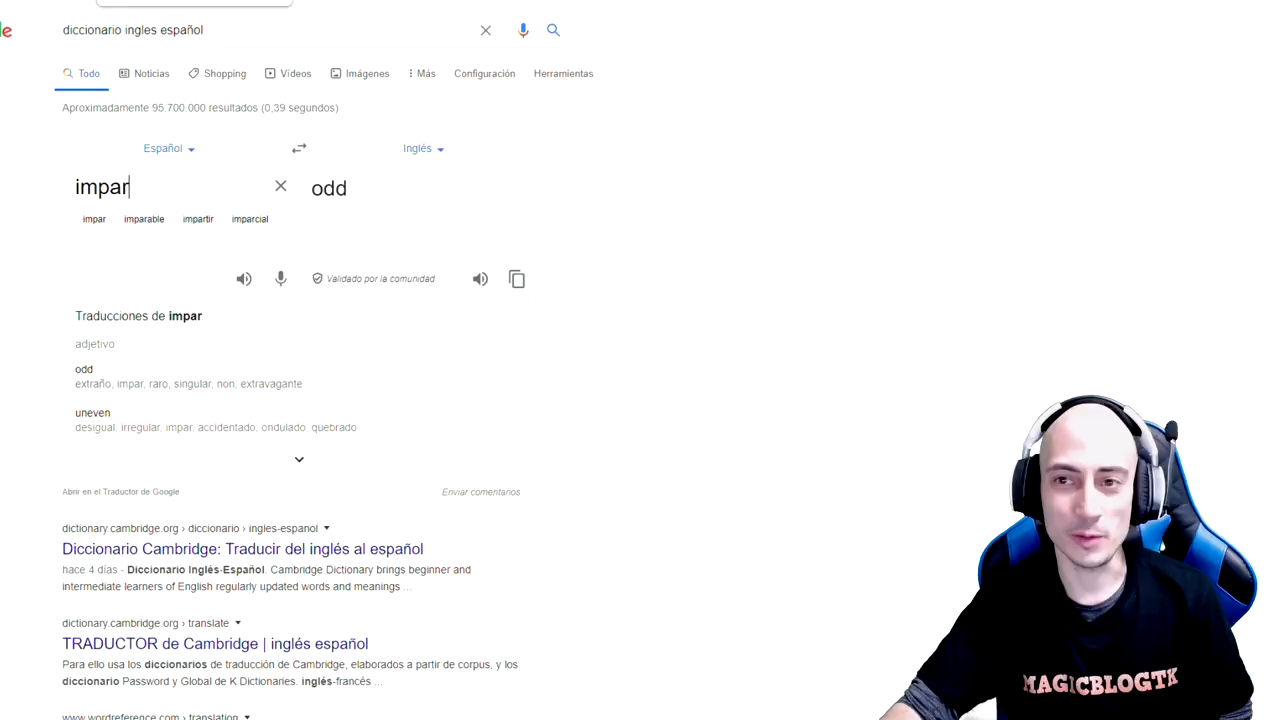 le
diccionario ingles español
Todo Noticias Shopping Vídeos Imágenes Más Configuración Herramientas
Aproximadamente 95.700.000 resultados (0,39 segundos)
Español Inglés
impar odd
impar imparable impartir imparcial
Validado por la comunidad
Traducciones de impar
adjetivo
odd
extraño, impar, raro, singular, non, extravagante
uneven
desigual, irregular, impar, accidentado, ondulado, quebrado
Abrir en el Traductor de Google Enviar comentarios
dictionary.cambridge.org › diccionario › ingles-espanol
Diccionario Cambridge: Traducir del inglés al español
hace 4 días - Diccionario Inglés-Español. Cambridge Dictionary brings beginner and
intermediate learners of English regularly updated words and meanings ...
dictionary.cambridge.org › translate
TRADUCTOR de Cambridge | inglés español
Para ello usa los diccionarios de traducción de Cambridge, elaborados a partir de corpus, y los
diccionario Password y Global de K Dictionaries. inglés-francés ...
www.wordreference.com › translation
MAGICBLOGTK